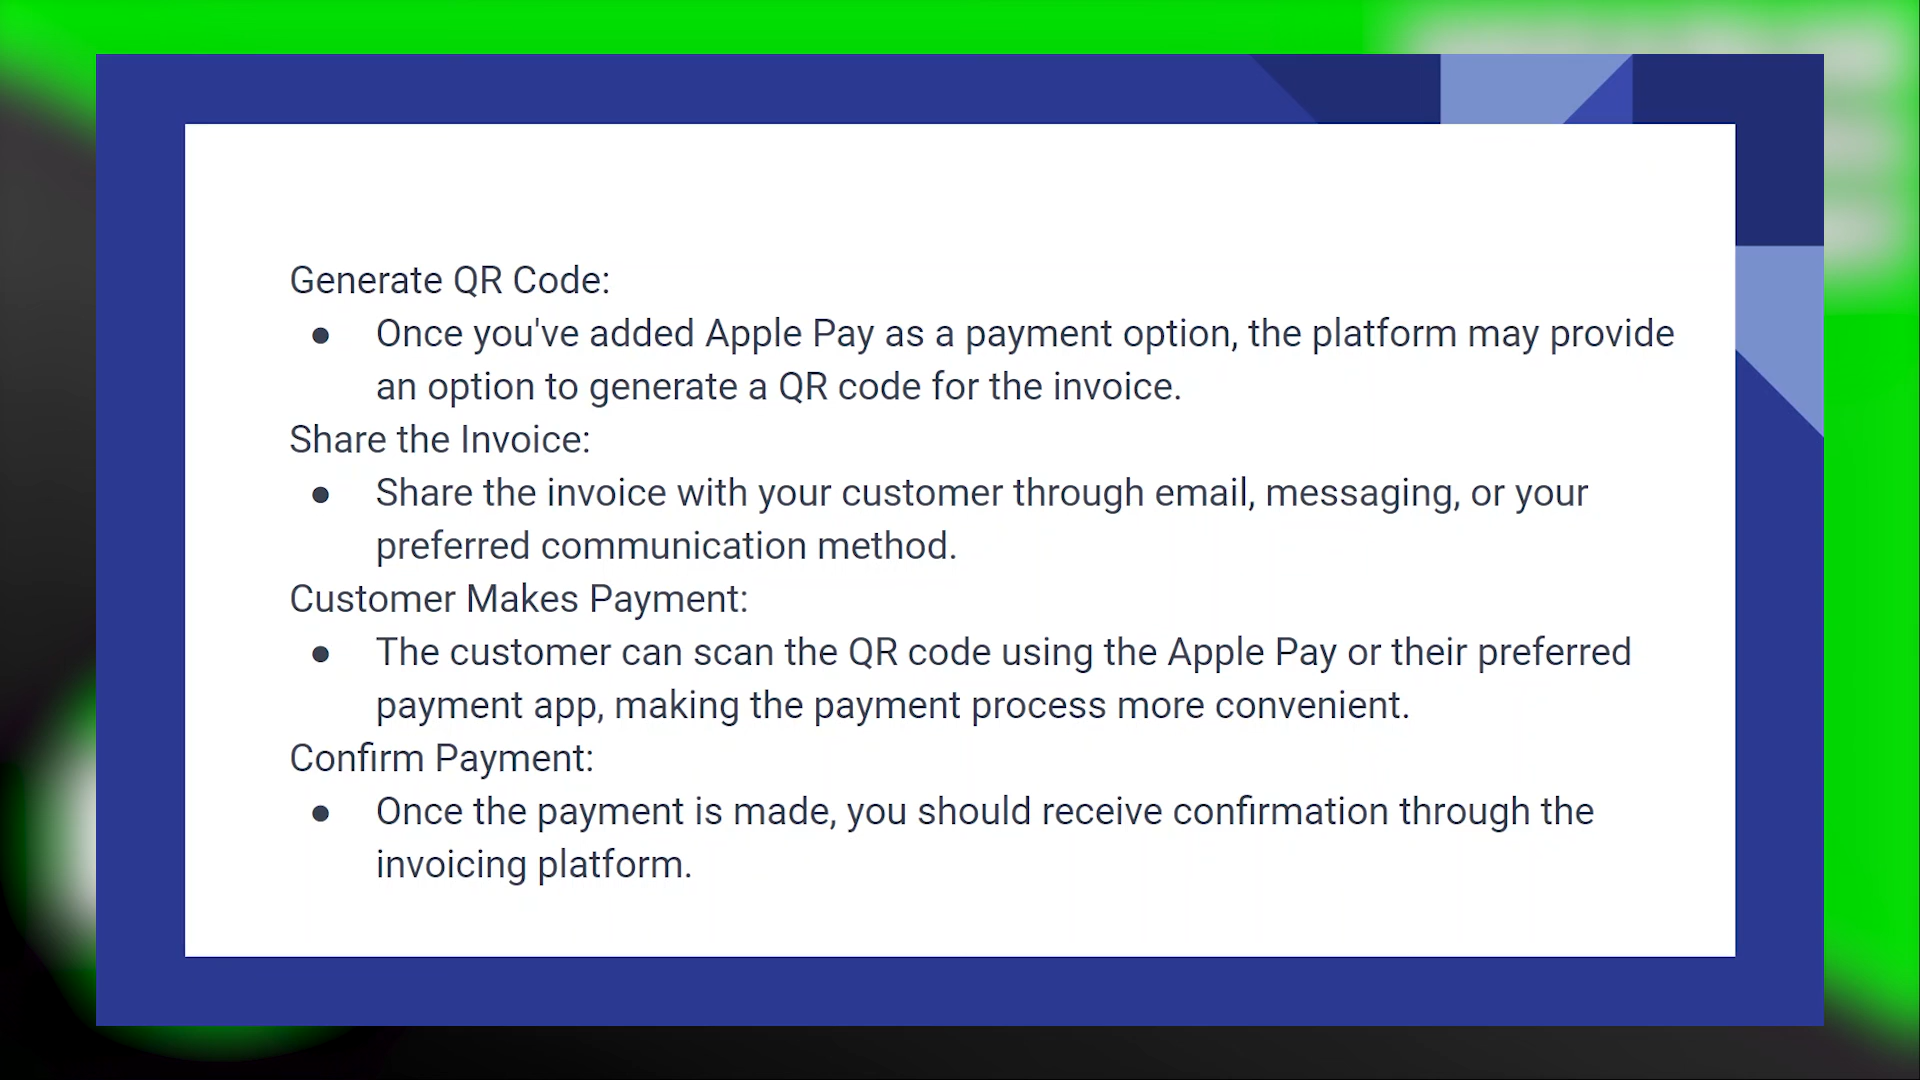 Generate QR Code:
● Once you've added Apple Pay as a payment option, the platform may provide
an option to generate a QR code for the invoice.
Share the Invoice:
● Share the invoice with your customer through email, messaging, or your
preferred communication method.
Customer Makes Payment:
● The customer can scan the QR code using the Apple Pay or their preferred
payment app, making the payment process more convenient.
Confirm Payment:
● Once the payment is made, you should receive confirmation through the
invoicing platform.